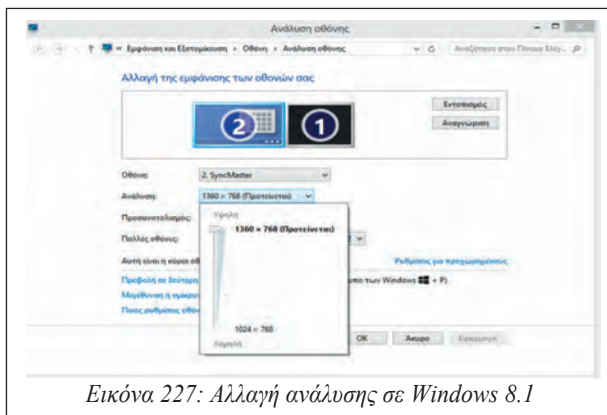 Ανάλυση οθόνης
« Εμφάνιση και Εξατομίκευση › Οθόνη › Ανάλυση οθόνης
Αναζήτηση στον Πίνακα Ελέγ...
Αλλαγή της εμφάνισης των οθονών σας
2 1
Εντοπισμός
Αναγνώριση
Οθόνη: 2. SyncMaster
Ανάλυση: 1360 × 768 (Προτείνεται)
Προσανατολισμός: Υψηλή
1360 × 768 (Προτείνεται)
Πολλές οθόνες:
Αυτή είναι η κύρια οθ Ρυθμίσεις για προχωρημένους
Προβολή σε δεύτερη των Windows + P)
Μεγέθυνση ή σμίκρυ
Ποιες ρυθμίσεις οθόν
1024 × 768
Χαμηλή
OK Άκυρο Εφαρμογή
Εικόνα 227: Αλλαγή ανάλυσης σε Windows 8.1